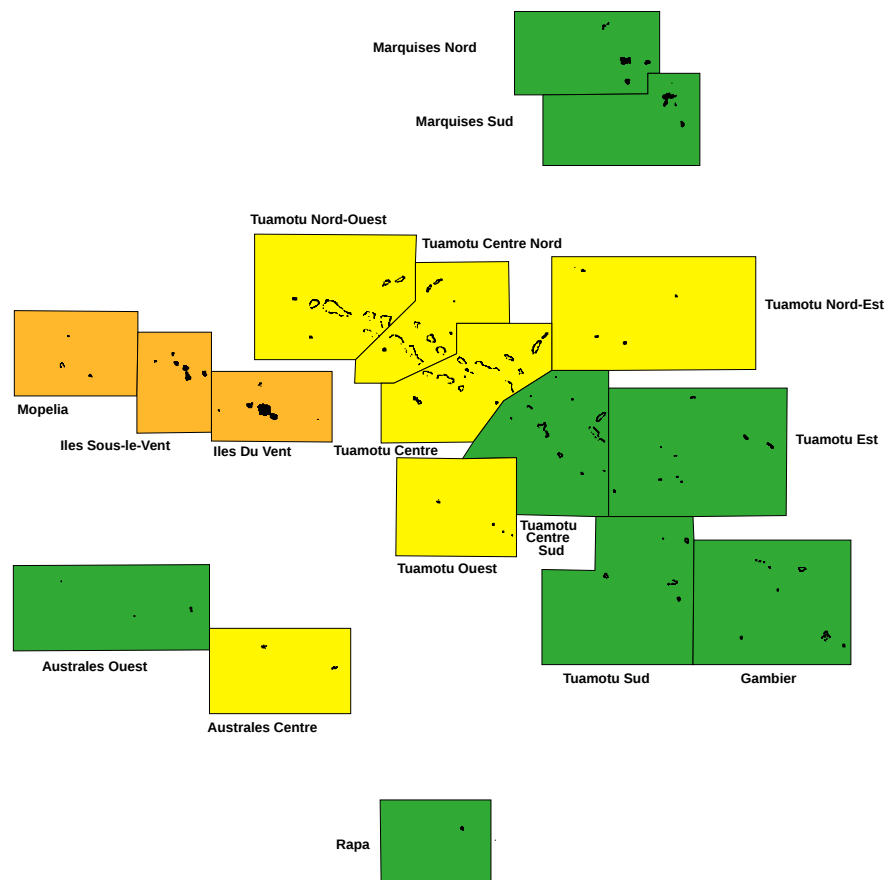 Marquises Nord
Marquises Sud
Tuamotu Nord-Ouest
Tuamotu Centre Nord
Tuamotu Nord-Est
Mopelia
Iles Sous-le-Vent
Iles Du Vent
Tuamotu Centre
Tuamotu Est
Tuamotu
Centre
Sud
Tuamotu Ouest
Australes Ouest
Tuamotu Sud
Gambier
Australes Centre
Rapa